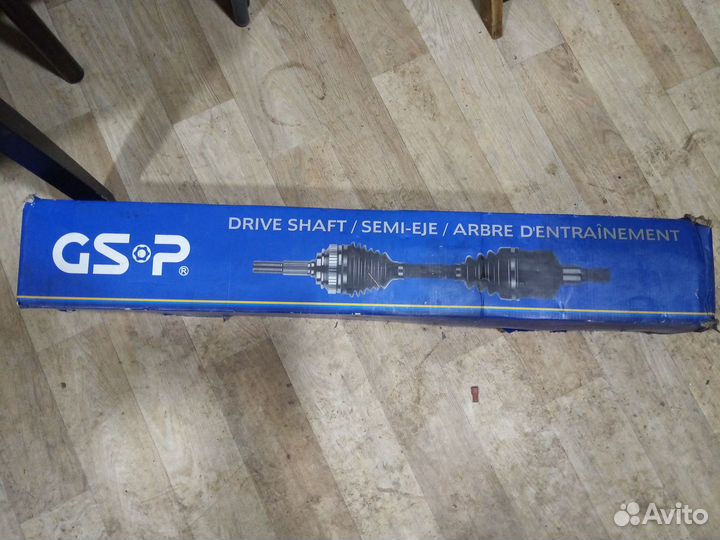 DRIVE SHAFT / SEMI-EJE / ARBRE D'ENTRAÎNEMENT
GSP®
Avito